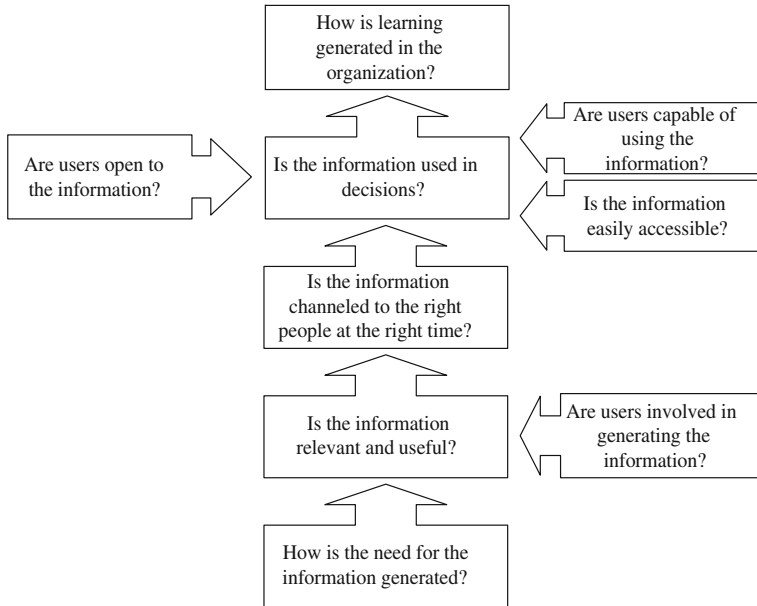 How is learning
generated in the
organization?
Are users open to
the information?
Is the information used in
decisions?
Are users capable of
using the
information?
Is the information
easily accessible?
Is the information
channeled to the right
people at the right time?
Is the information
relevant and useful?
Are users involved in
generating the
information?
How is the need for the
information generated?